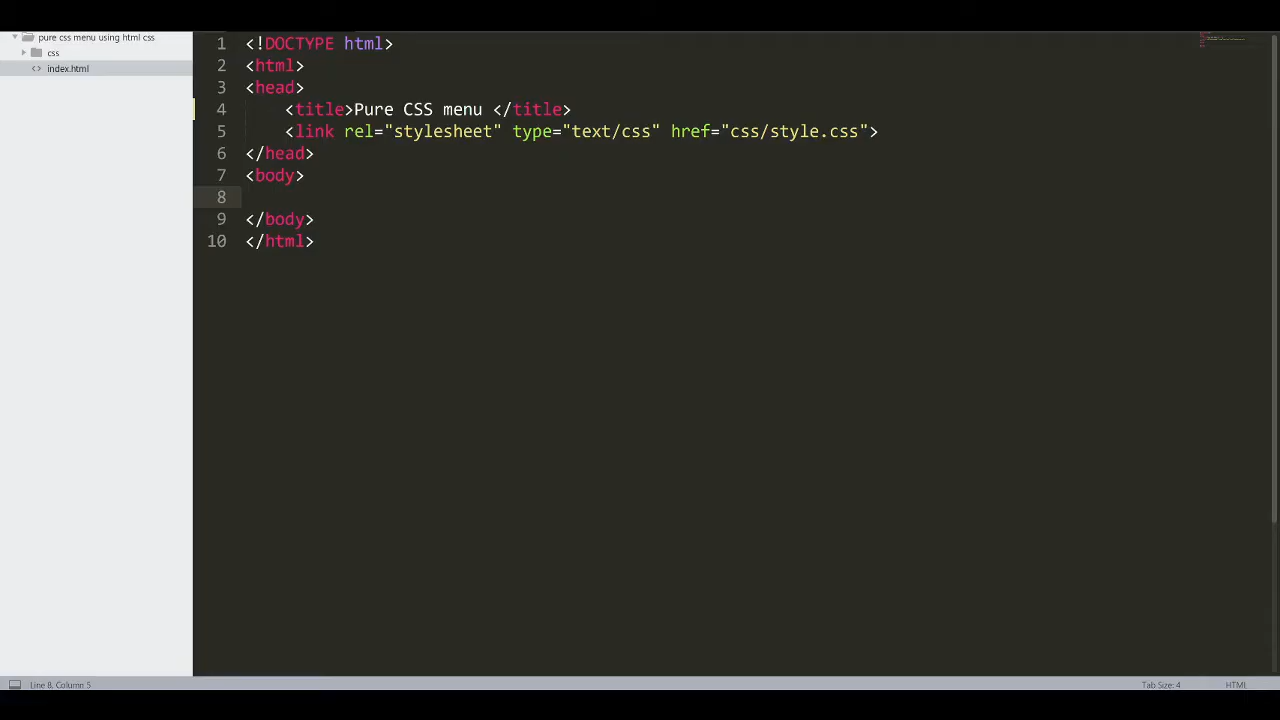 pure css menu using html css
css
index.html
1 <!DOCTYPE html>
2 <html>
3 <head>
4     <title>Pure CSS menu </title>
5     <link rel="stylesheet" type="text/css" href="css/style.css">
6 </head>
7 <body>
8
9 </body>
10 </html>
Line 8, Column 5
Tab Size: 4
HTML